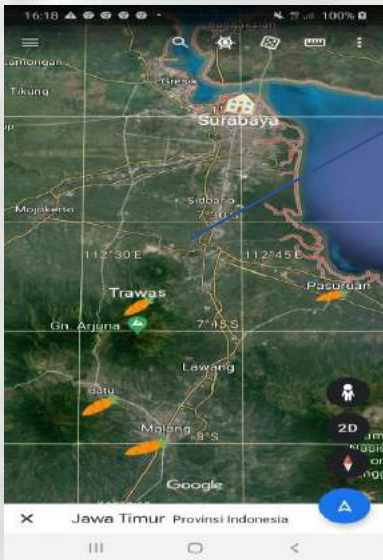 16:18
100%
Lamongan
Gresik
Tikung
Surabaya
Mojokerto
Sidoarjo
112°30'E
112°45'E
Trawas
Pasuruan
Gn. Arjuna
7°45'S
Lawang
Batu
Malang
8°S
2D
Google
Jawa Timur Provinsi Indonesia